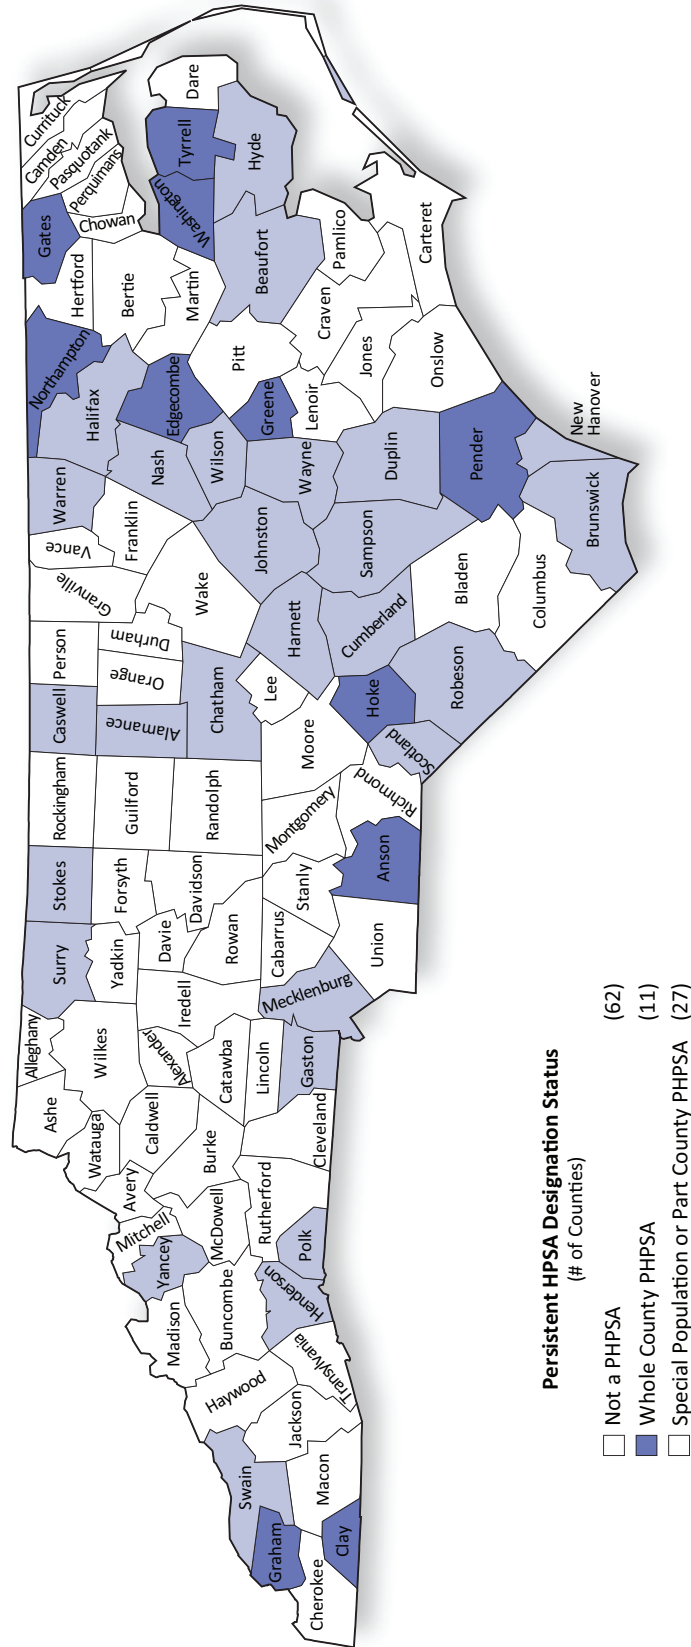 Cherokee
Graham
Clay
Swain
Macon
Jackson
Haywood
Transylvania
Madison
Buncombe
Henderson
Yancey
Mitchell
McDowell
Polk
Rutherford
Avery
Burke
Cleveland
Watauga
Caldwell
Ashe
Wilkes
Alexander
Catawba
Lincoln
Gaston
Alleghany
Iredell
Mecklenburg
Surry
Yadkin
Davie
Rowan
Cabarrus
Union
Stokes
Forsyth
Davidson
Stanly
Anson
Rockingham
Guilford
Randolph
Montgomery
Richmond
Caswell
Alamance
Chatham
Moore
Scotland
Person
Orange
Durham
Lee
Hoke
Robeson
Granville
Vance
Wake
Harnett
Cumberland
Bladen
Columbus
Warren
Franklin
Johnston
Sampson
Brunswick
Halifax
Nash
Wilson
Wayne
Duplin
Pender
New
Hanover
Northampton
Edgecombe
Greene
Lenoir
Jones
Onslow
Hertford
Bertie
Martin
Pitt
Craven
Pamlico
Carteret
Gates
Chowan
Perquimans
Pasquotank
Camden
Currituck
Washington
Tyrrell
Dare
Beaufort
Hyde
Persistent HPSA Designation Status
(# of Counties)
Not a PHPSA (62)
Whole County PHPSA (11)
Special Population or Part County PHPSA (27)